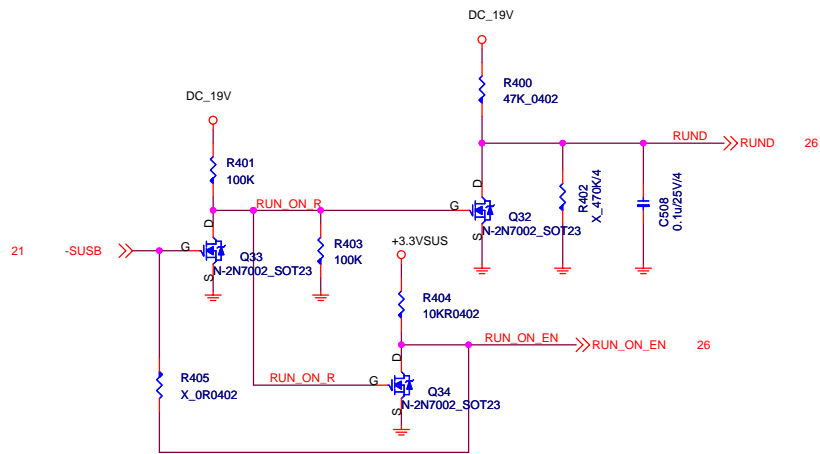 DC_19V
R400
47K_0402
DC_19V
RUND
RUND 26
R401
100K
R402
X_470K/4
C508
0.1u/25V/4
RUN_ON_R
D
G
S
Q32
N-2N7002_SOT23
21 -SUSB
D
G
S
Q33
N-2N7002_SOT23
R403
100K
+3.3VSUS
R404
10KR0402
RUN_ON_EN
RUN_ON_EN 26
R405
X_0R0402
RUN_ON_R
D
G
S
Q34
N-2N7002_SOT23